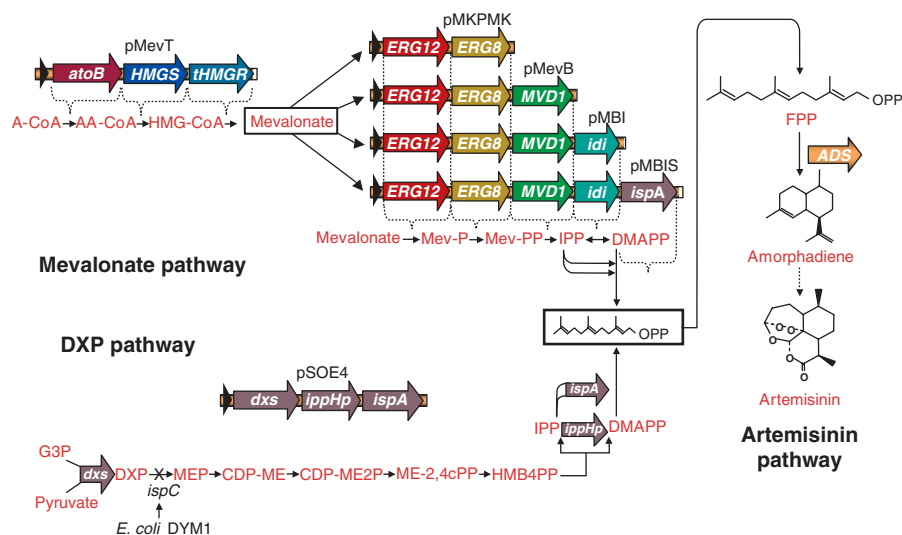 pMevT
atoB HMGS tHMGR
A-CoA AA-CoA HMG-CoA
Mevalonate
pMKPMK
ERG12 ERG8
pMevB
ERG12 ERG8 MVD1
pMBI
ERG12 ERG8 MVD1 idi
pMBIS
ERG12 ERG8 MVD1 idi ispA
Mevalonate Mev-P Mev-PP IPP DMAPP
Mevalonate pathway
OPP
DXP pathway
pSOE4
dxs ippHp ispA
ispA
IPP ippHp DMAPP
G3P
dxs
Pyruvate
DXP X MEP CDP-ME CDP-ME2P ME-2,4cPP HMB4PP
ispC
E. coli DYM1
OPP
FPP
ADS
Amorphadiene
O
O
O
O
O
Artemisinin
Artemisinin
pathway